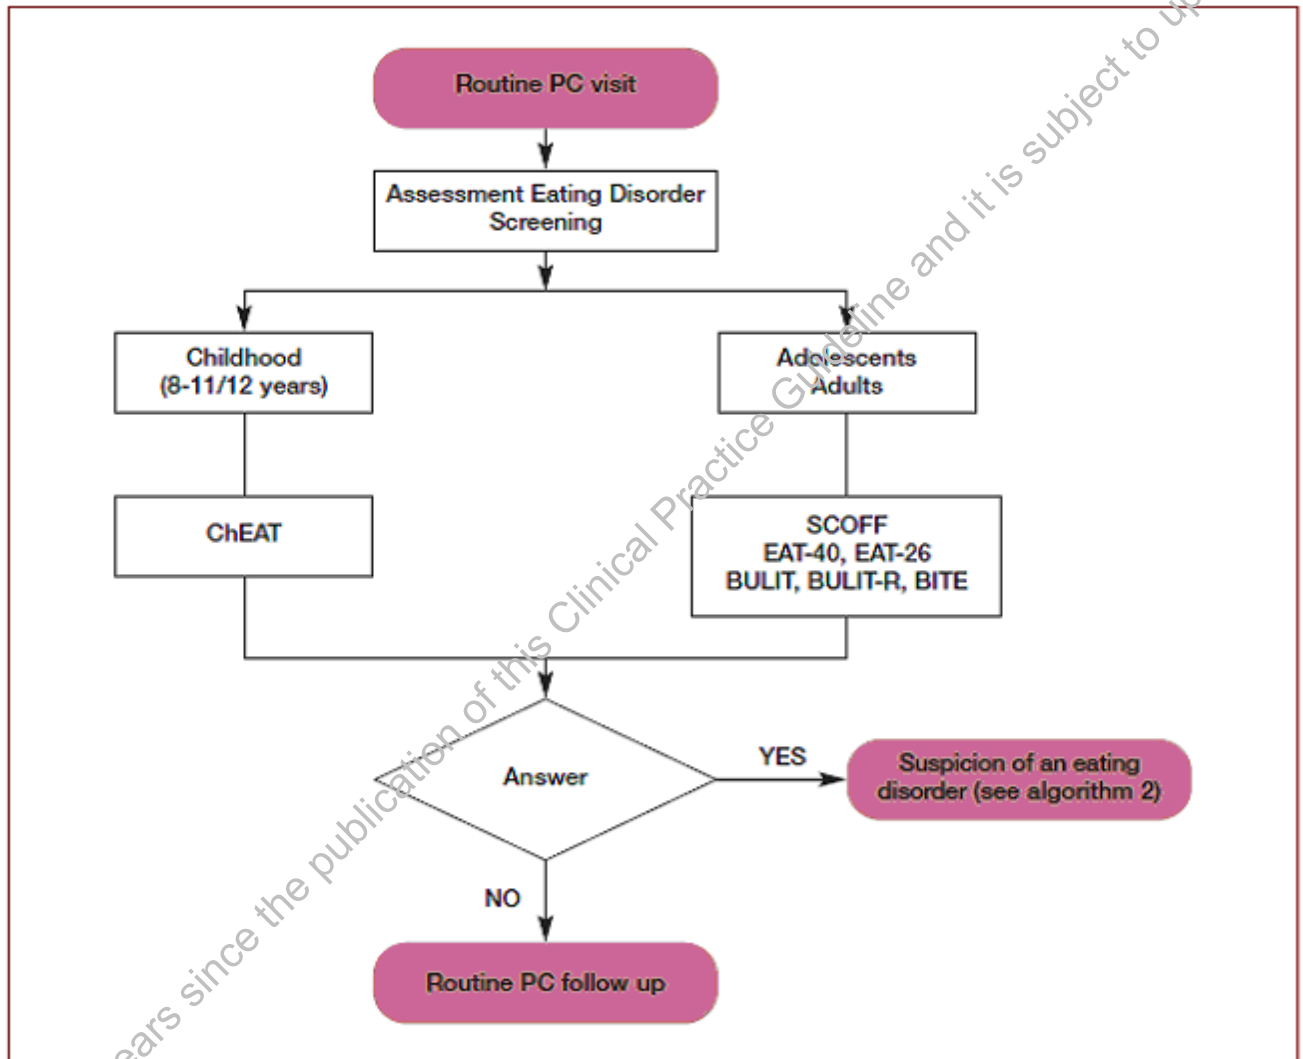 Routine PC visit
Assessment Eating Disorder
Screening
Childhood
(8-11/12 years)
Adolescents
Adults
ChEAT
SCOFF
EAT-40, EAT-26
BULIT, BULIT-R, BITE
Answer
YES
Suspicion of an eating
disorder (see algorithm 2)
NO
Routine PC follow up
ears since the publication of this Clinical Practice Guideline and it is subject to up